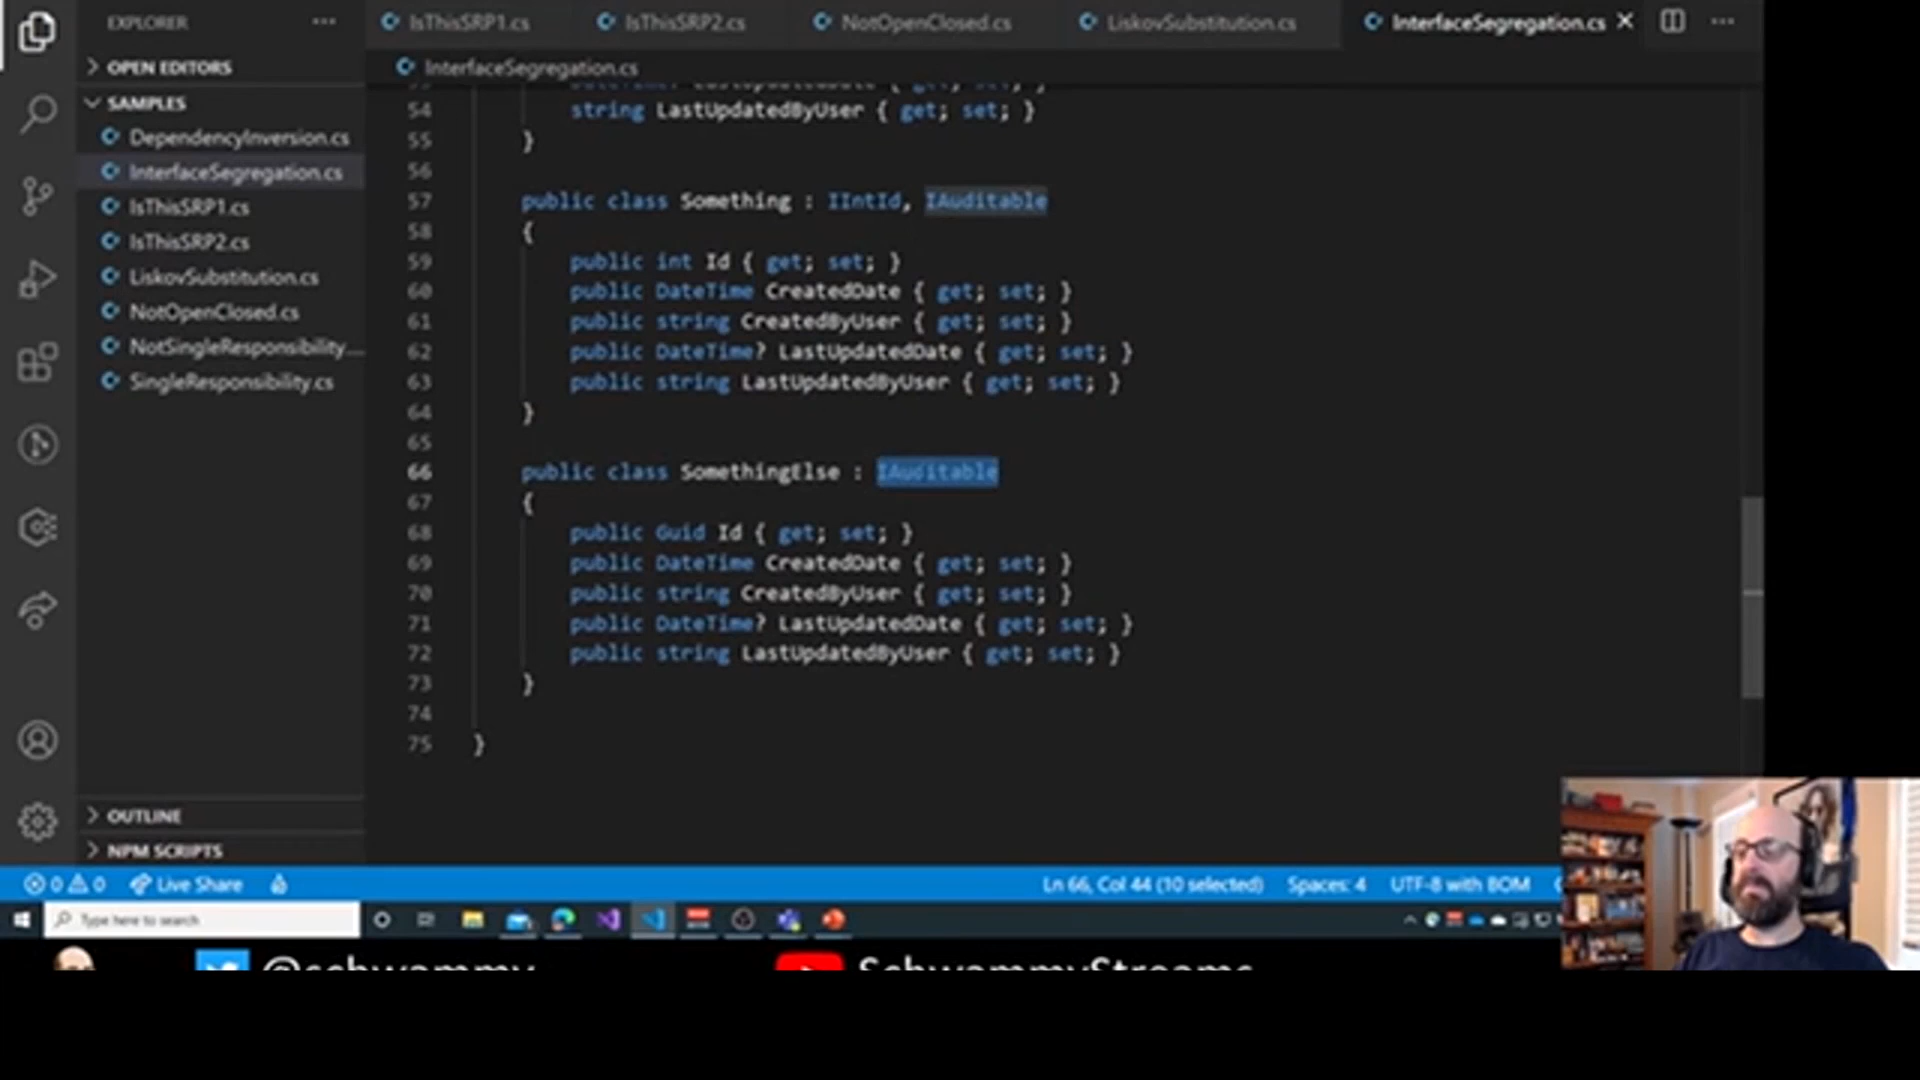 EXPLORER
OPEN EDITORS
SAMPLES
DependencyInversion.cs
InterfaceSegregation.cs
IsThisSRP1.cs
IsThisSRP2.cs
LiskovSubstitution.cs
NotOpenClosed.cs
NotSingleResponsibility...
SingleResponsibility.cs
OUTLINE
NPM SCRIPTS
IsThisSRP1.cs IsThisSRP2.cs NotOpenClosed.cs LiskovSubstitution.cs InterfaceSegregation.cs
InterfaceSegregation.cs
54 string LastUpdatedByUser { get; set; }
55 }
56
57 public class Something : IIntId, IAuditable
58 {
59 public int Id { get; set; }
60 public DateTime CreatedDate { get; set; }
61 public string CreatedByUser { get; set; }
62 public DateTime? LastUpdatedDate { get; set; }
63 public string LastUpdatedByUser { get; set; }
64 }
65
66 public class SomethingElse : IAuditable
67 {
68 public Guid Id { get; set; }
69 public DateTime CreatedDate { get; set; }
70 public string CreatedByUser { get; set; }
71 public DateTime? LastUpdatedDate { get; set; }
72 public string LastUpdatedByUser { get; set; }
73 }
74
75 }
0 0 Live Share Ln 66, Col 44 (10 selected) Spaces: 4 UTF-8 with BOM
Type here to search
@schwammy SchwammyStreams